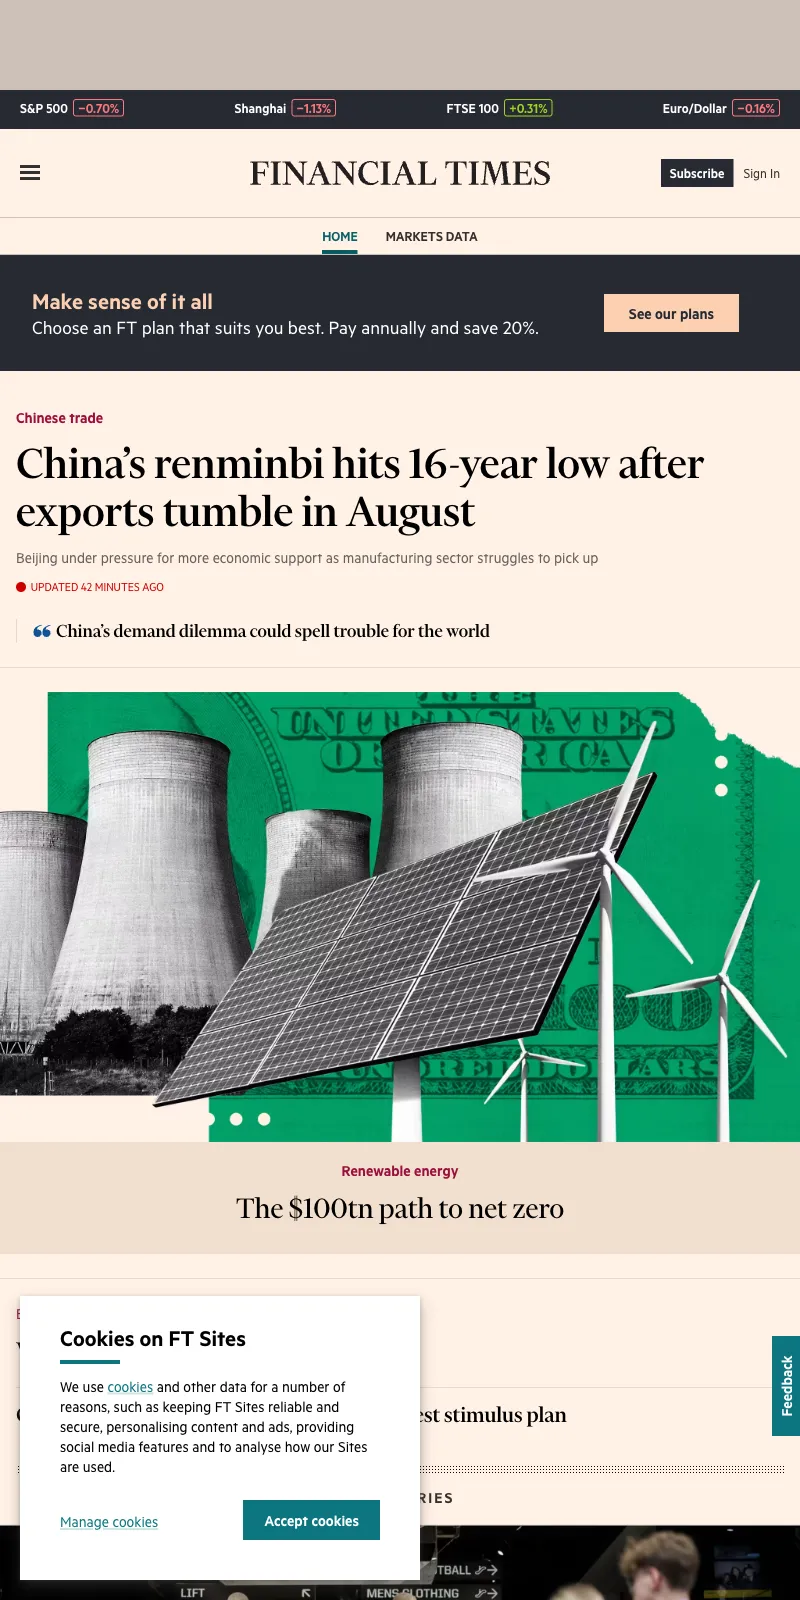 S&P 500 −0.70% Shanghai −1.13% FTSE 100 +0.31% Euro/Dollar −0.16%
FINANCIAL TIMES
Subscribe Sign In
HOME MARKETS DATA
Make sense of it all
Choose an FT plan that suits you best. Pay annually and save 20%.
See our plans
Chinese trade
China’s renminbi hits 16-year low after
exports tumble in August
Beijing under pressure for more economic support as manufacturing sector struggles to pick up
UPDATED 42 MINUTES AGO
China’s demand dilemma could spell trouble for the world
UNITED STATES
Renewable energy
The $100tn path to net zero
Cookies on FT Sites
We use cookies and other data for a number of
reasons, such as keeping FT Sites reliable and
secure, personalising content and ads, providing
social media features and to analyse how our Sites
are used.
Manage cookies Accept cookies
stimulus plan
Feedback
LIFT
MENS CLOTHING